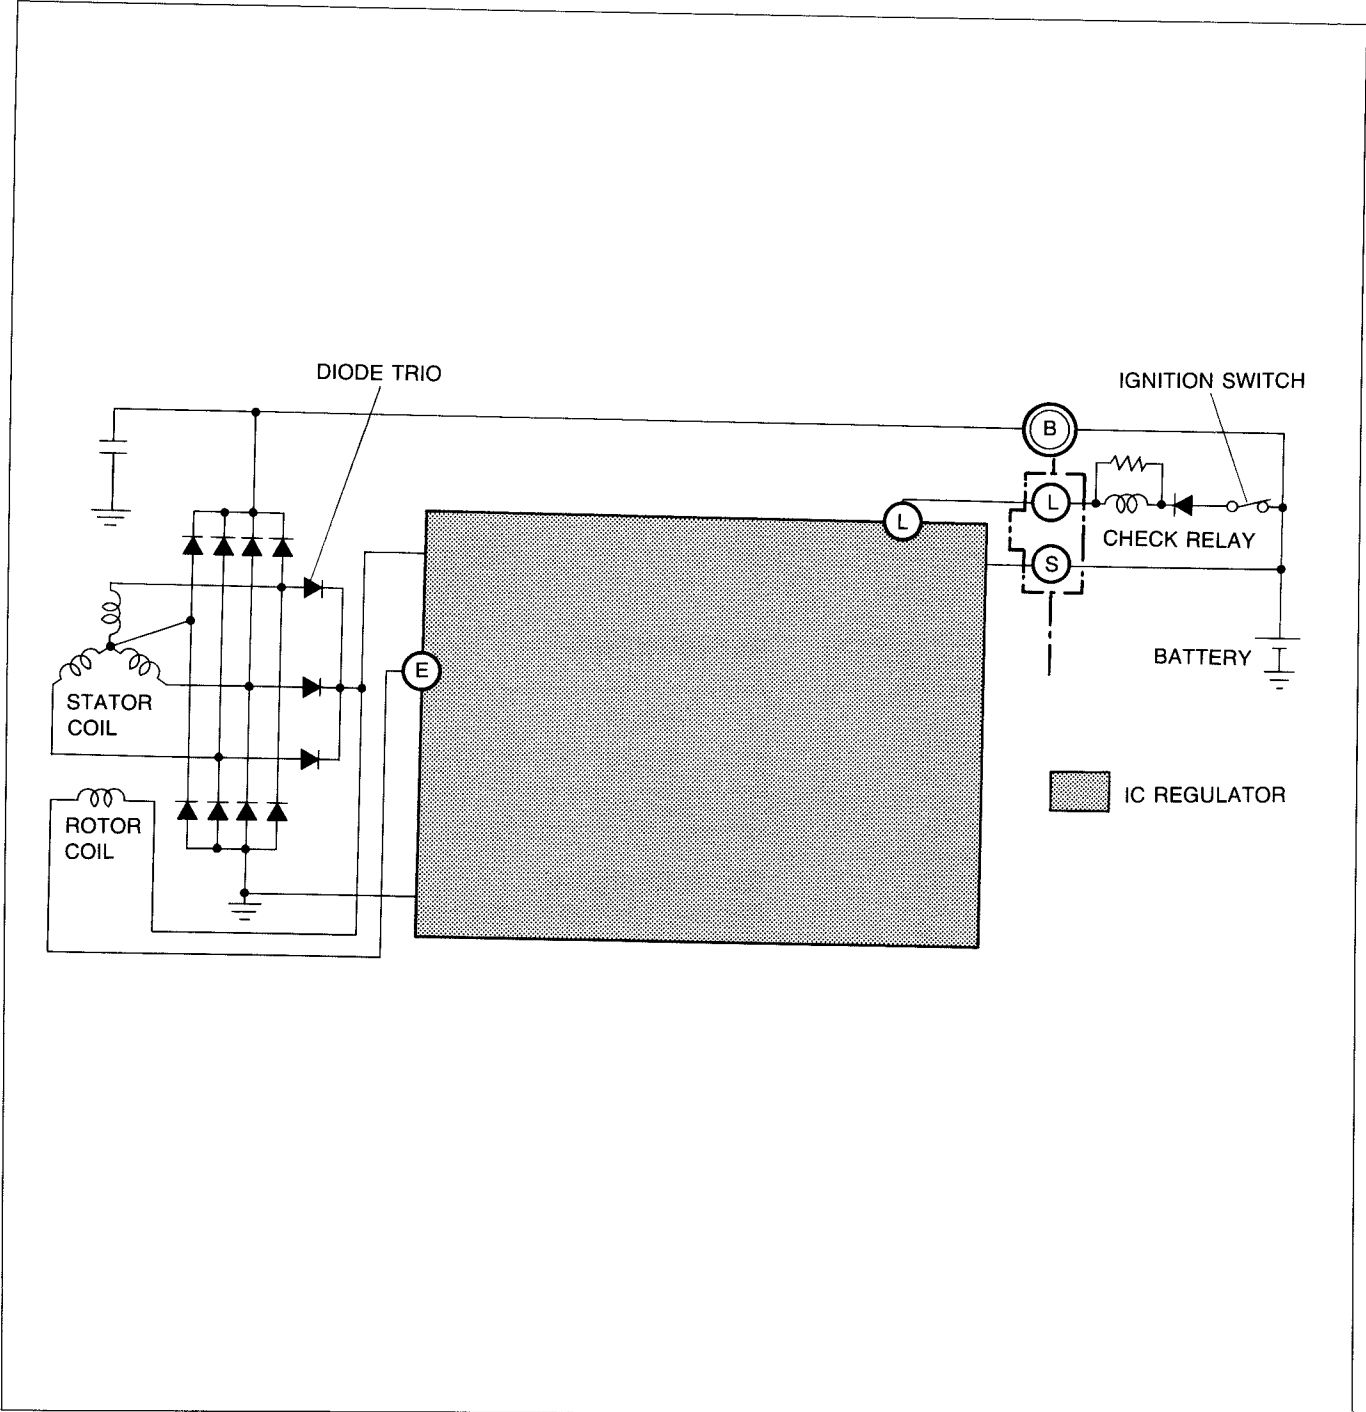 DIODE TRIO
IGNITION SWITCH
B
L
L
CHECK RELAY
S
BATTERY
E
STATOR
COIL
IC REGULATOR
ROTOR
COIL